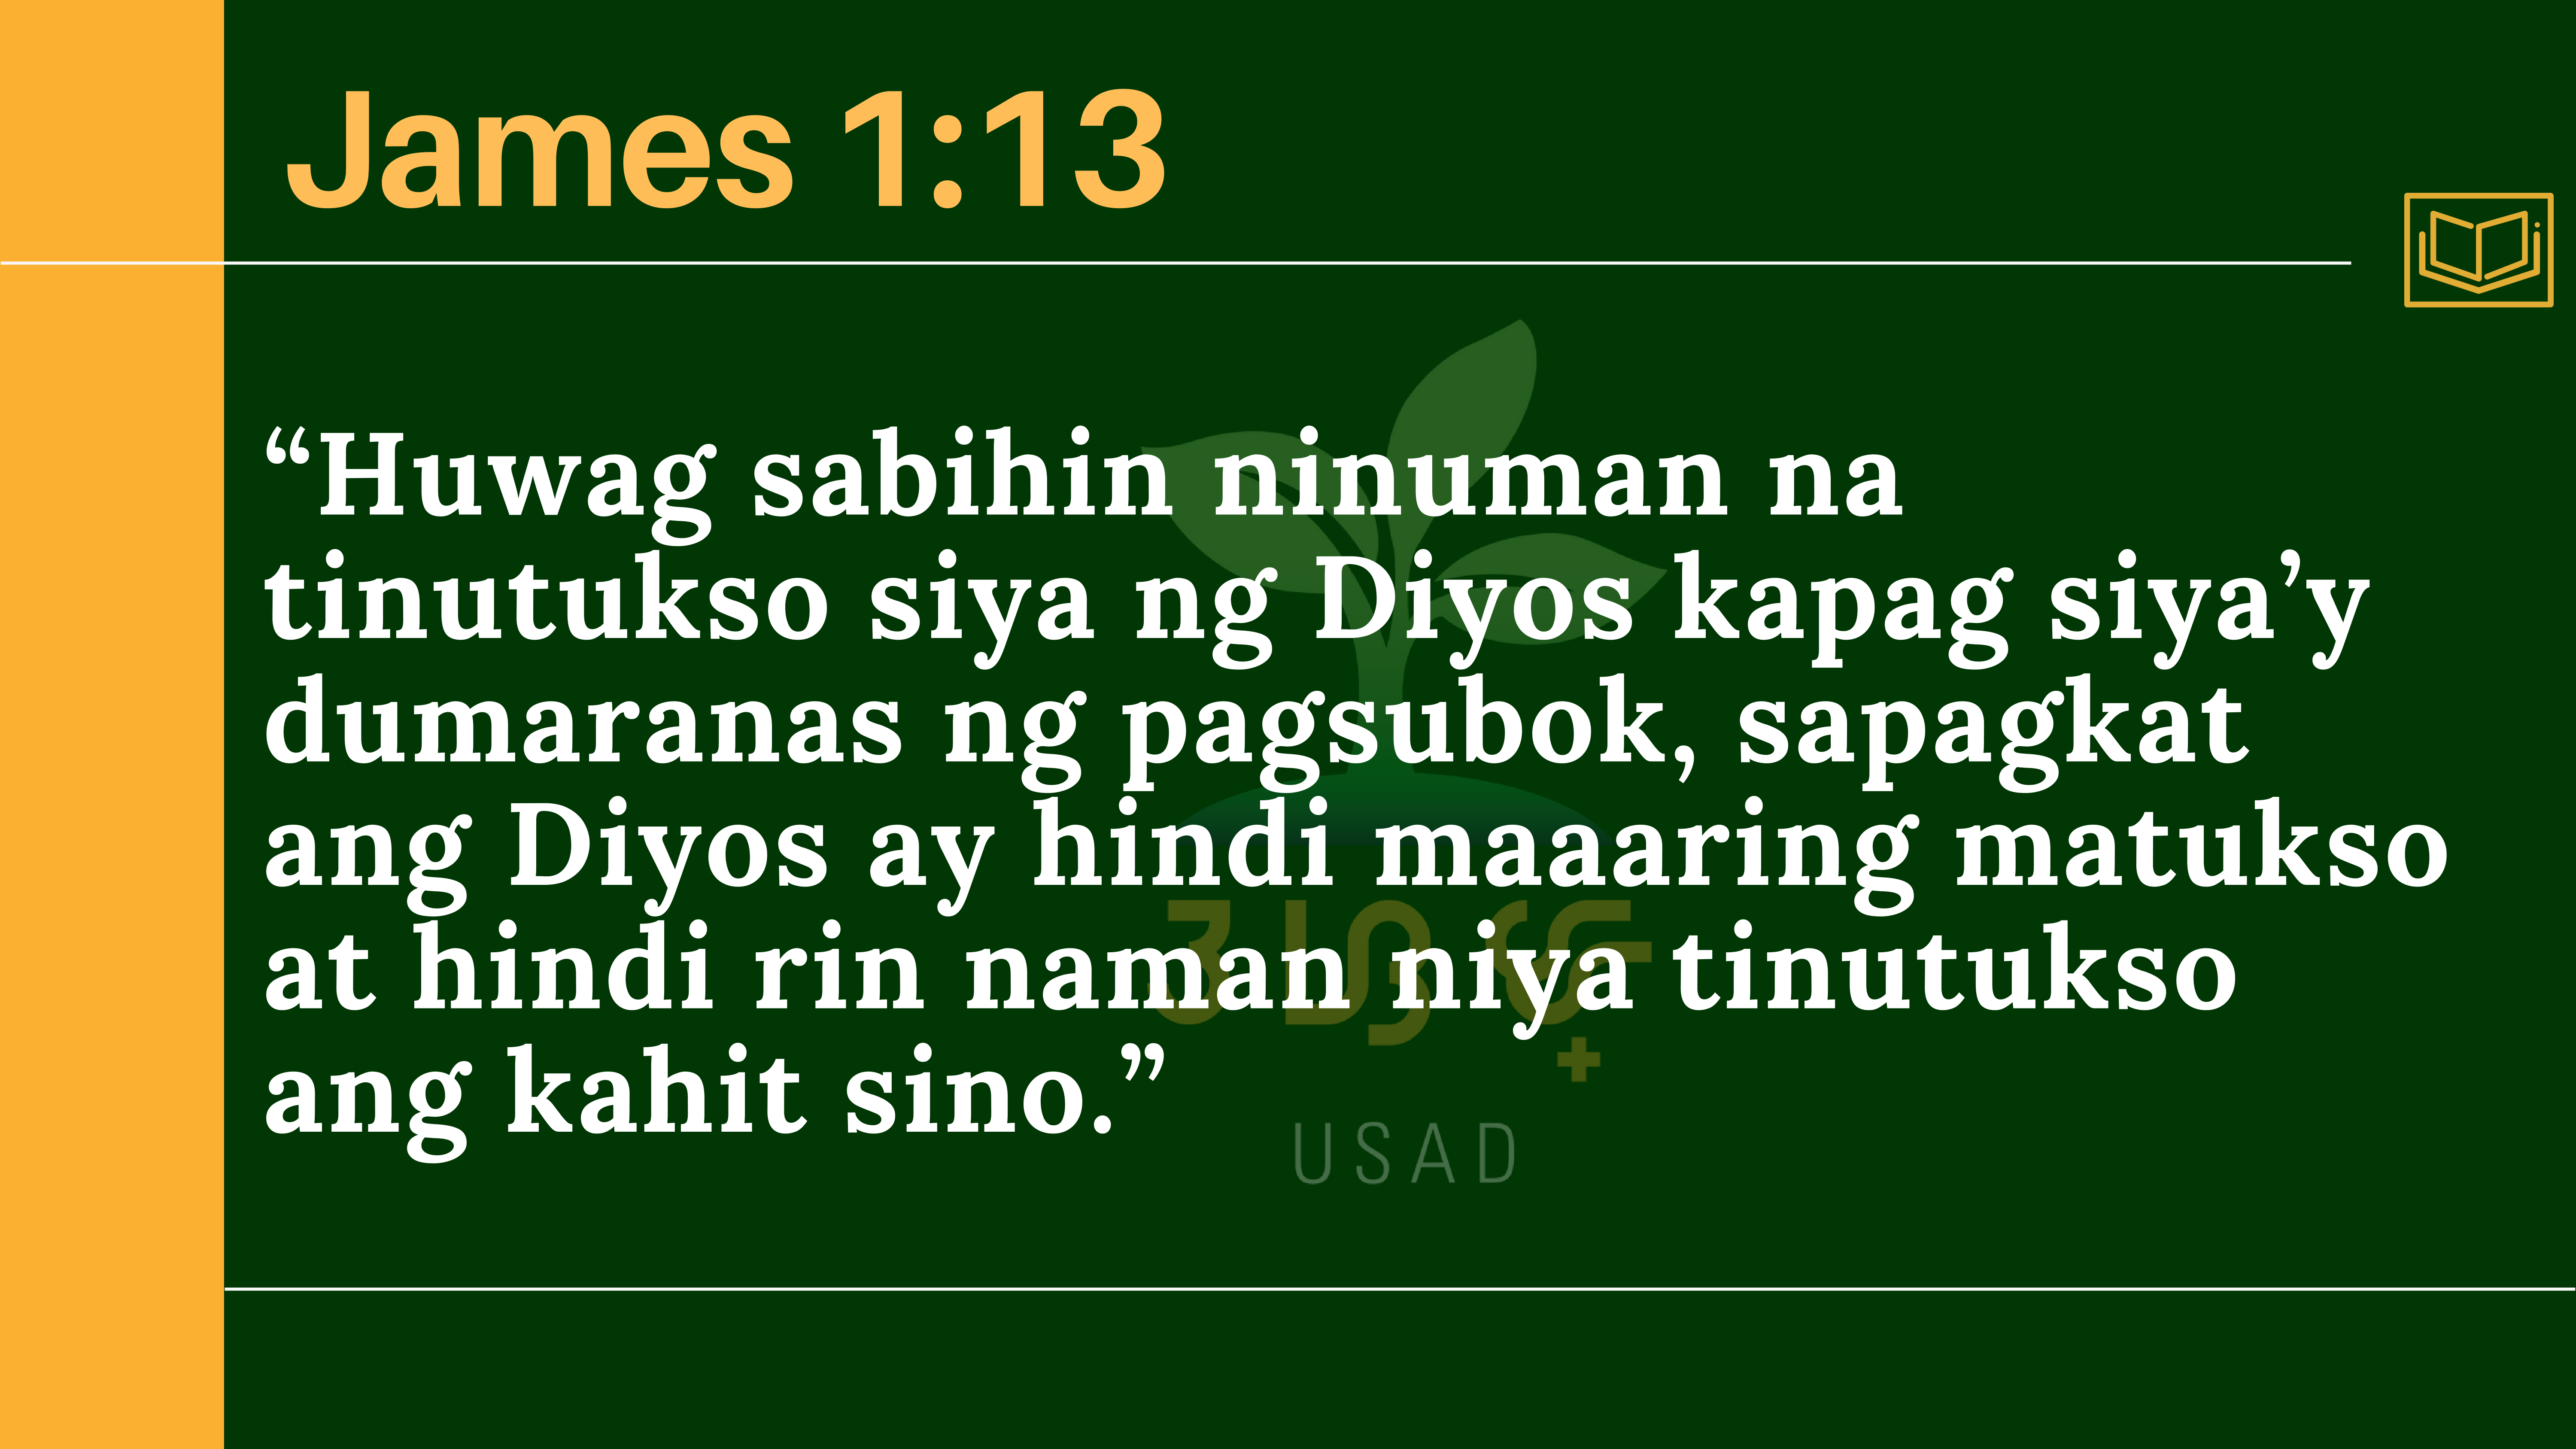 James 1:13
“Huwag sabihin ninuman na
tinutukso siya ng Diyos kapag siya’y
dumaranas ng pagsubok, sapagkat
ang Diyos ay hindi maaaring matukso
at hindi rin naman niya tinutukso
ang kahit sino.”
ᜂᜐᜇ᜔
USAD